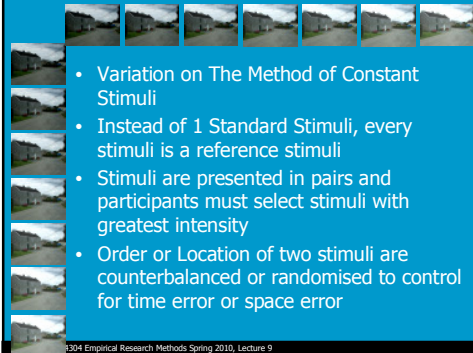 • Variation on The Method of Constant
Stimuli
• Instead of 1 Standard Stimuli, every
stimuli is a reference stimuli
• Stimuli are presented in pairs and
participants must select stimuli with
greatest intensity
• Order or Location of two stimuli are
counterbalanced or randomised to control
for time error or space error
4304 Empirical Research Methods Spring 2010, Lecture 9